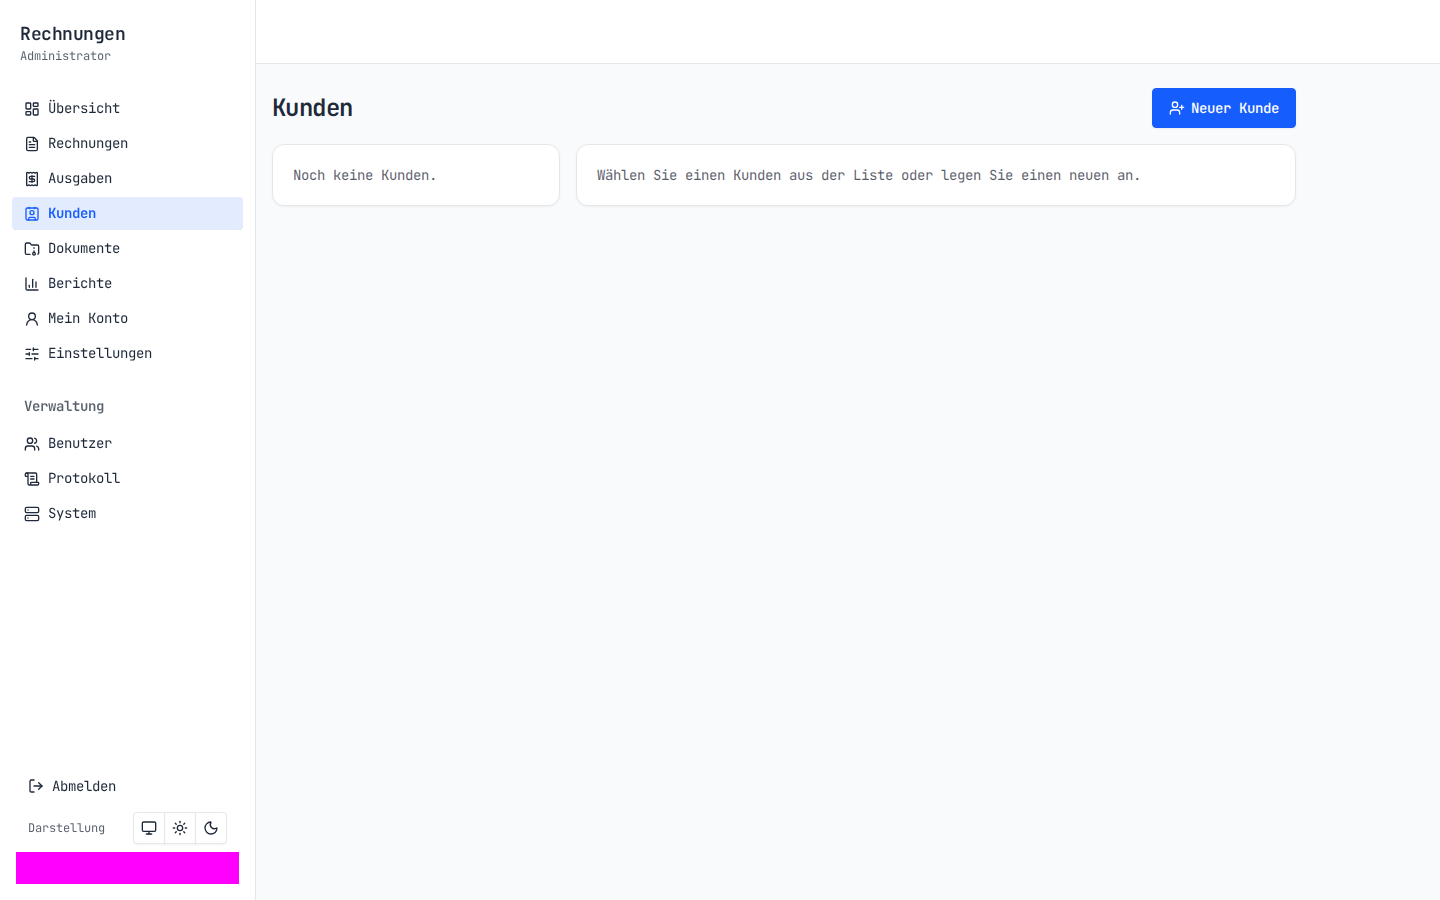 Rechnungen
Administrator
Übersicht
Rechnungen
Ausgaben
Kunden
Dokumente
Berichte
Mein Konto
Einstellungen
Verwaltung
Benutzer
Protokoll
System
Abmelden
Darstellung
Kunden
Neuer Kunde
Noch keine Kunden.
Wählen Sie einen Kunden aus der Liste oder legen Sie einen neuen an.